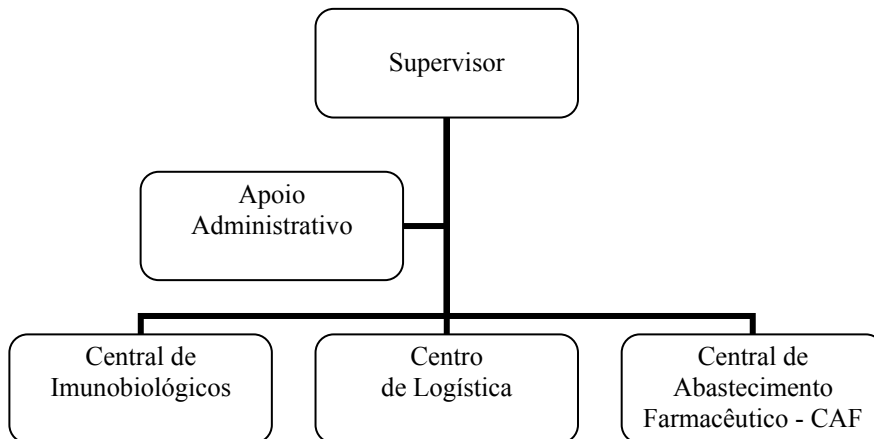 Supervisor
Apoio
Administrativo
Central de
Imunobiológicos
Centro
de Logística
Central de
Abastecimento
Farmacêutico - CAF